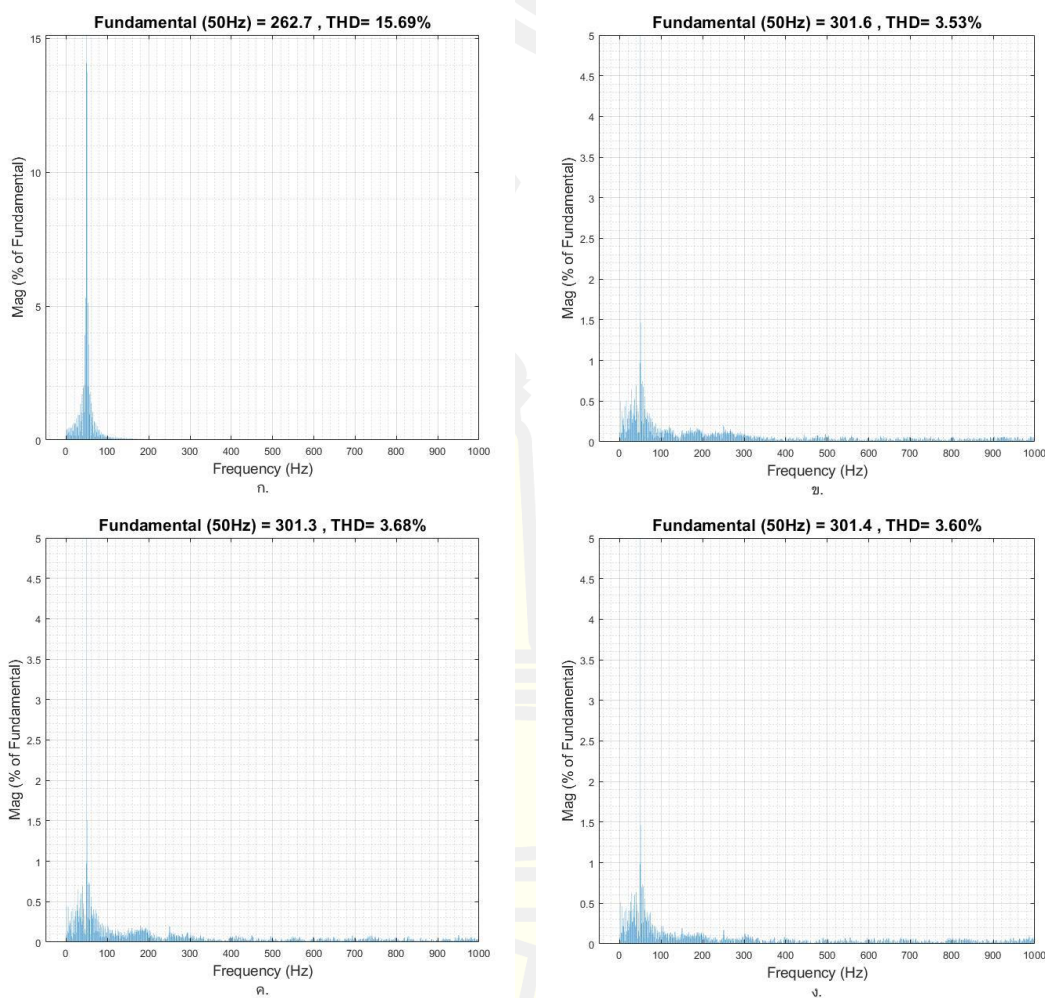 Fundamental (50Hz) = 262.7 , THD= 15.69%
15
10
5
0
Mag (% of Fundamental)
0 100 200 300 400 500 600 700 800 900 1000
Frequency (Hz)
ก.
Fundamental (50Hz) = 301.6 , THD= 3.53%
5
4.5
4
3.5
3
2.5
2
1.5
1
0.5
0
Mag (% of Fundamental)
0 100 200 300 400 500 600 700 800 900 1000
Frequency (Hz)
ข.
Fundamental (50Hz) = 301.3 , THD= 3.68%
5
4.5
4
3.5
3
2.5
2
1.5
1
0.5
0
Mag (% of Fundamental)
0 100 200 300 400 500 600 700 800 900 1000
Frequency (Hz)
ค.
Fundamental (50Hz) = 301.4 , THD= 3.60%
5
4.5
4
3.5
3
2.5
2
1.5
1
0.5
0
Mag (% of Fundamental)
0 100 200 300 400 500 600 700 800 900 1000
Frequency (Hz)
ง.